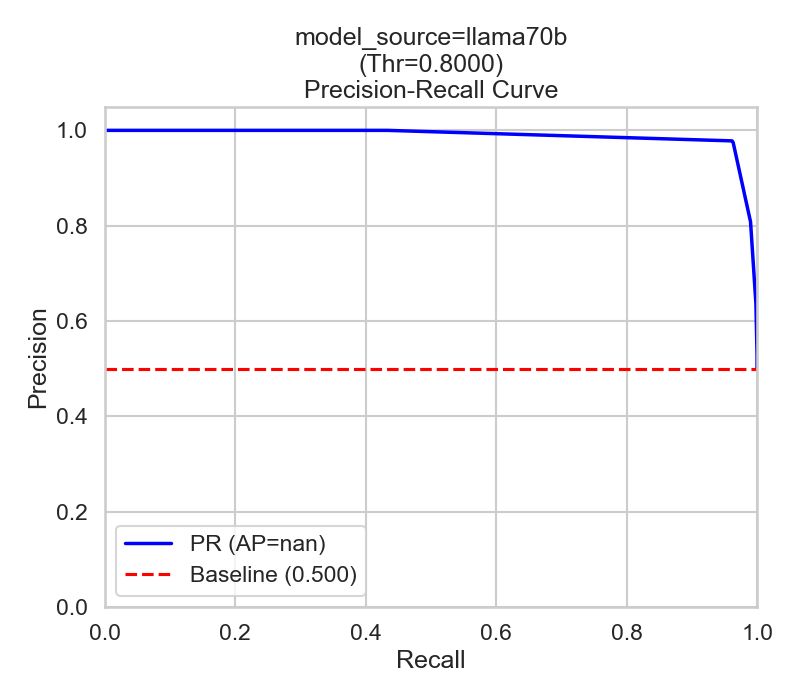 model_source=llama70b
(Thr=0.8000)
Precision-Recall Curve
1.0
0.8
0.6
0.4
0.2
0.0
Precision
PR (AP=nan)
Baseline (0.500)
0.0 0.2 0.4 0.6 0.8 1.0
Recall